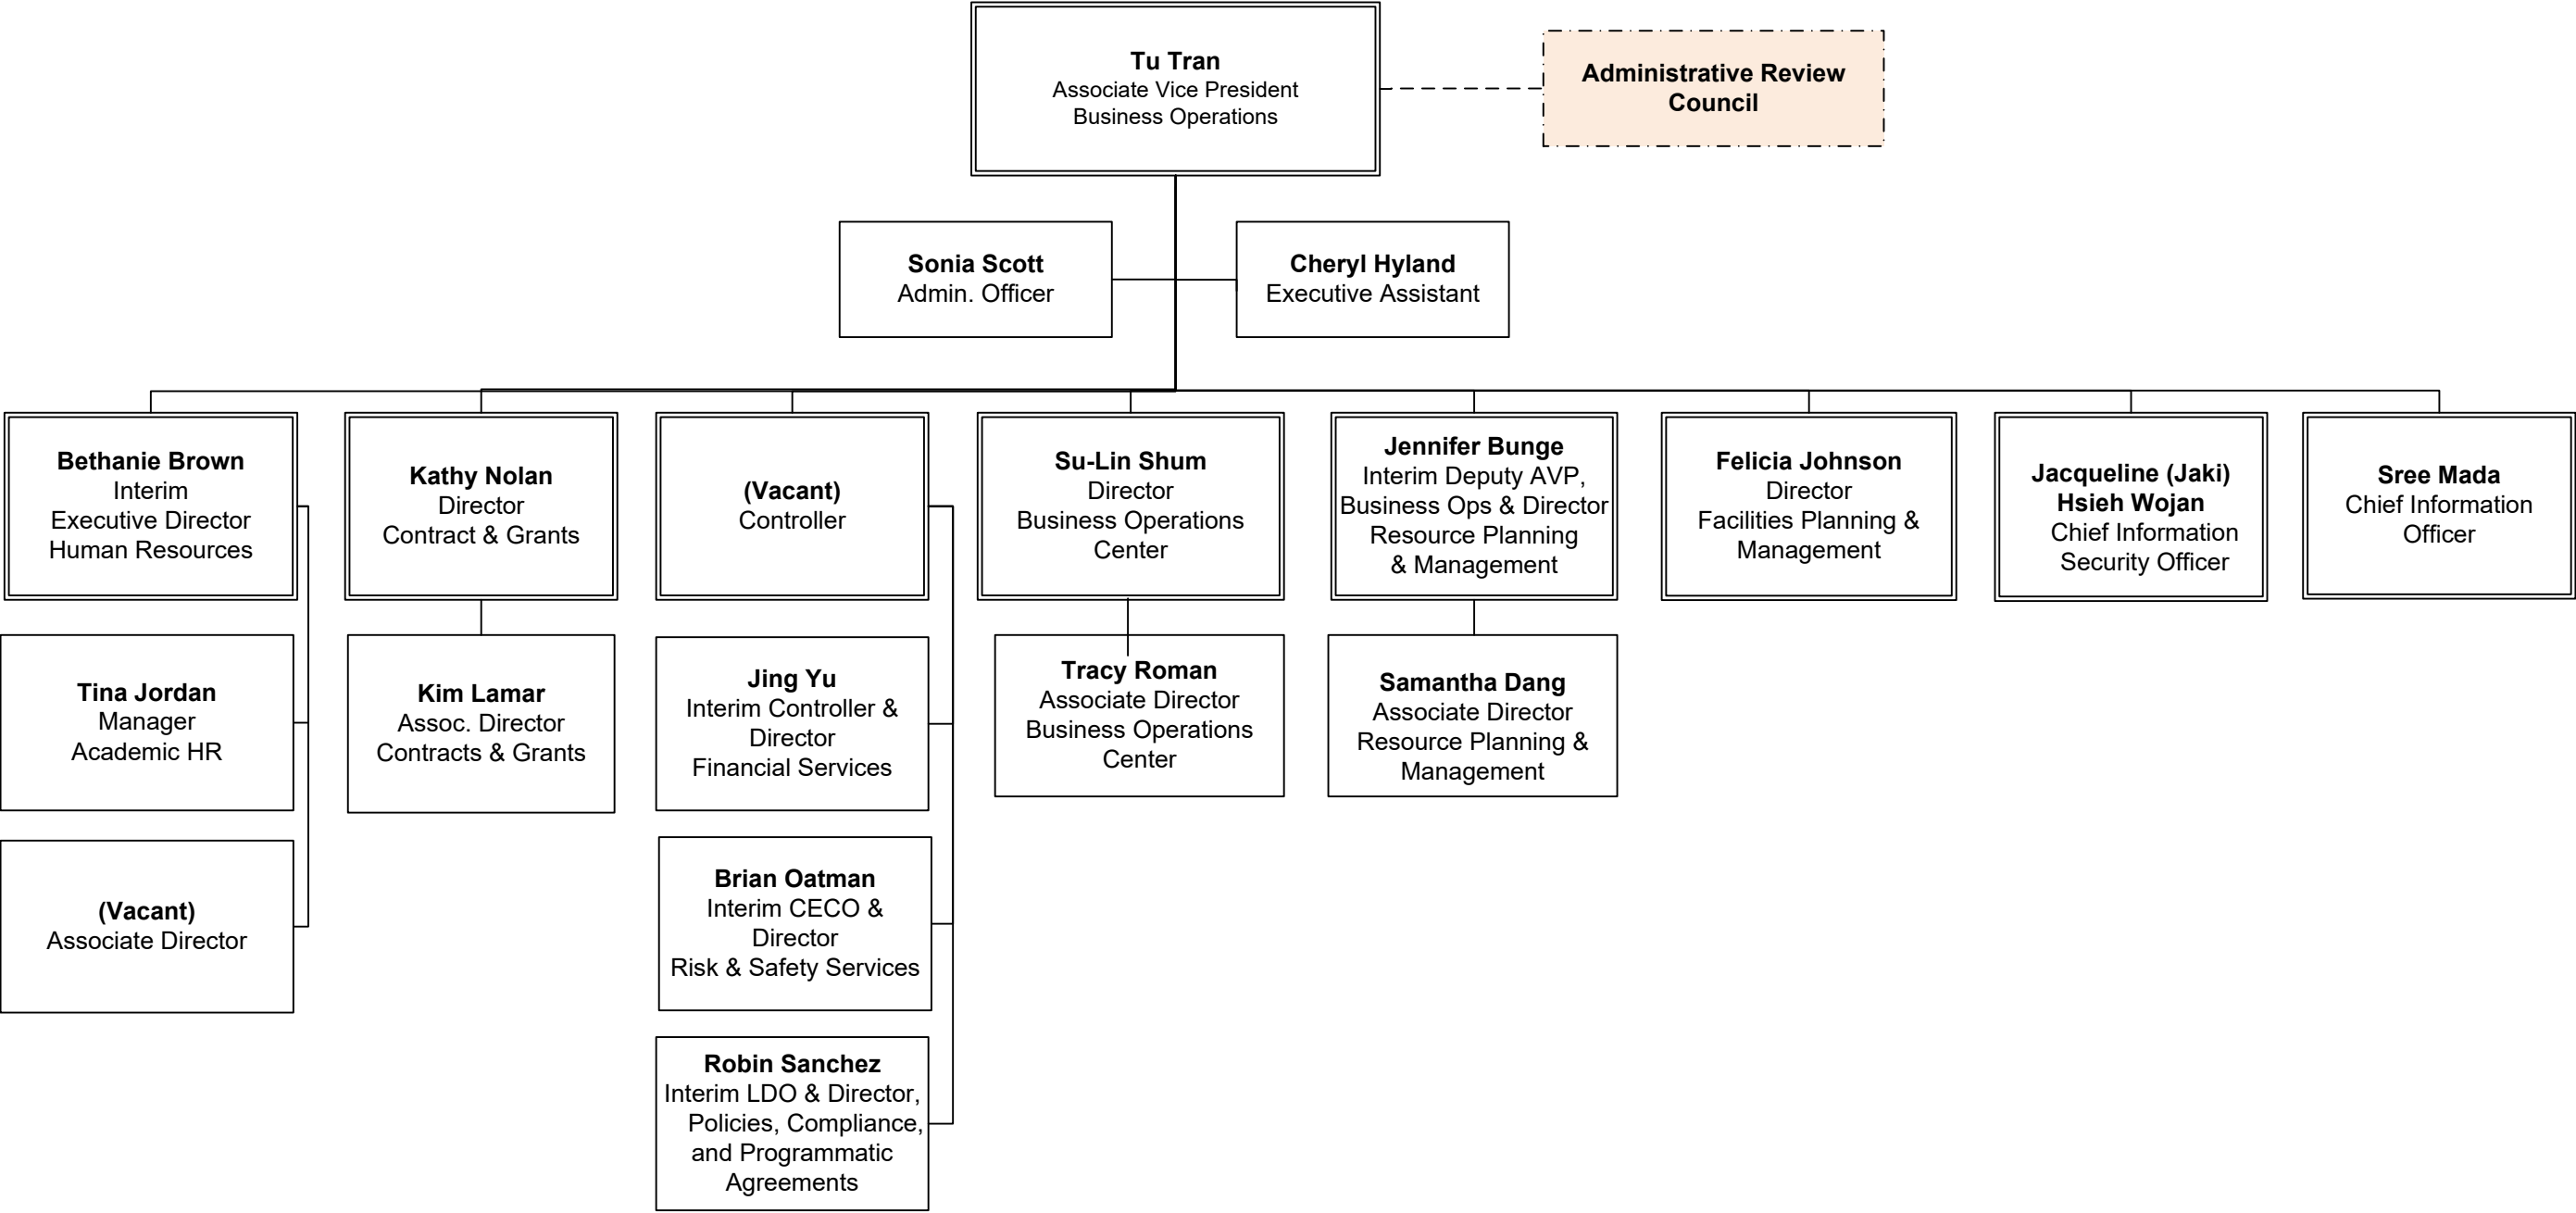 Tu Tran
Associate Vice President
Business Operations
Administrative Review
Council
Sonia Scott
Admin. Officer
Cheryl Hyland
Executive Assistant
Bethanie Brown
Interim
Executive Director
Human Resources
Kathy Nolan
Director
Contract & Grants
(Vacant)
Controller
Su-Lin Shum
Director
Business Operations
Center
Jennifer Bunge
Interim Deputy AVP,
Business Ops & Director
Resource Planning
& Management
Felicia Johnson
Director
Facilities Planning &
Management
Jacqueline (Jaki)
Hsieh Wojan
Chief Information
Security Officer
Sree Mada
Chief Information
Officer
Tina Jordan
Manager
Academic HR
Kim Lamar
Assoc. Director
Contracts & Grants
Jing Yu
Interim Controller &
Director
Financial Services
Tracy Roman
Associate Director
Business Operations
Center
Samantha Dang
Associate Director
Resource Planning &
Management
(Vacant)
Associate Director
Brian Oatman
Interim CECO &
Director
Risk & Safety Services
Robin Sanchez
Interim LDO & Director,
Policies, Compliance,
and Programmatic
Agreements